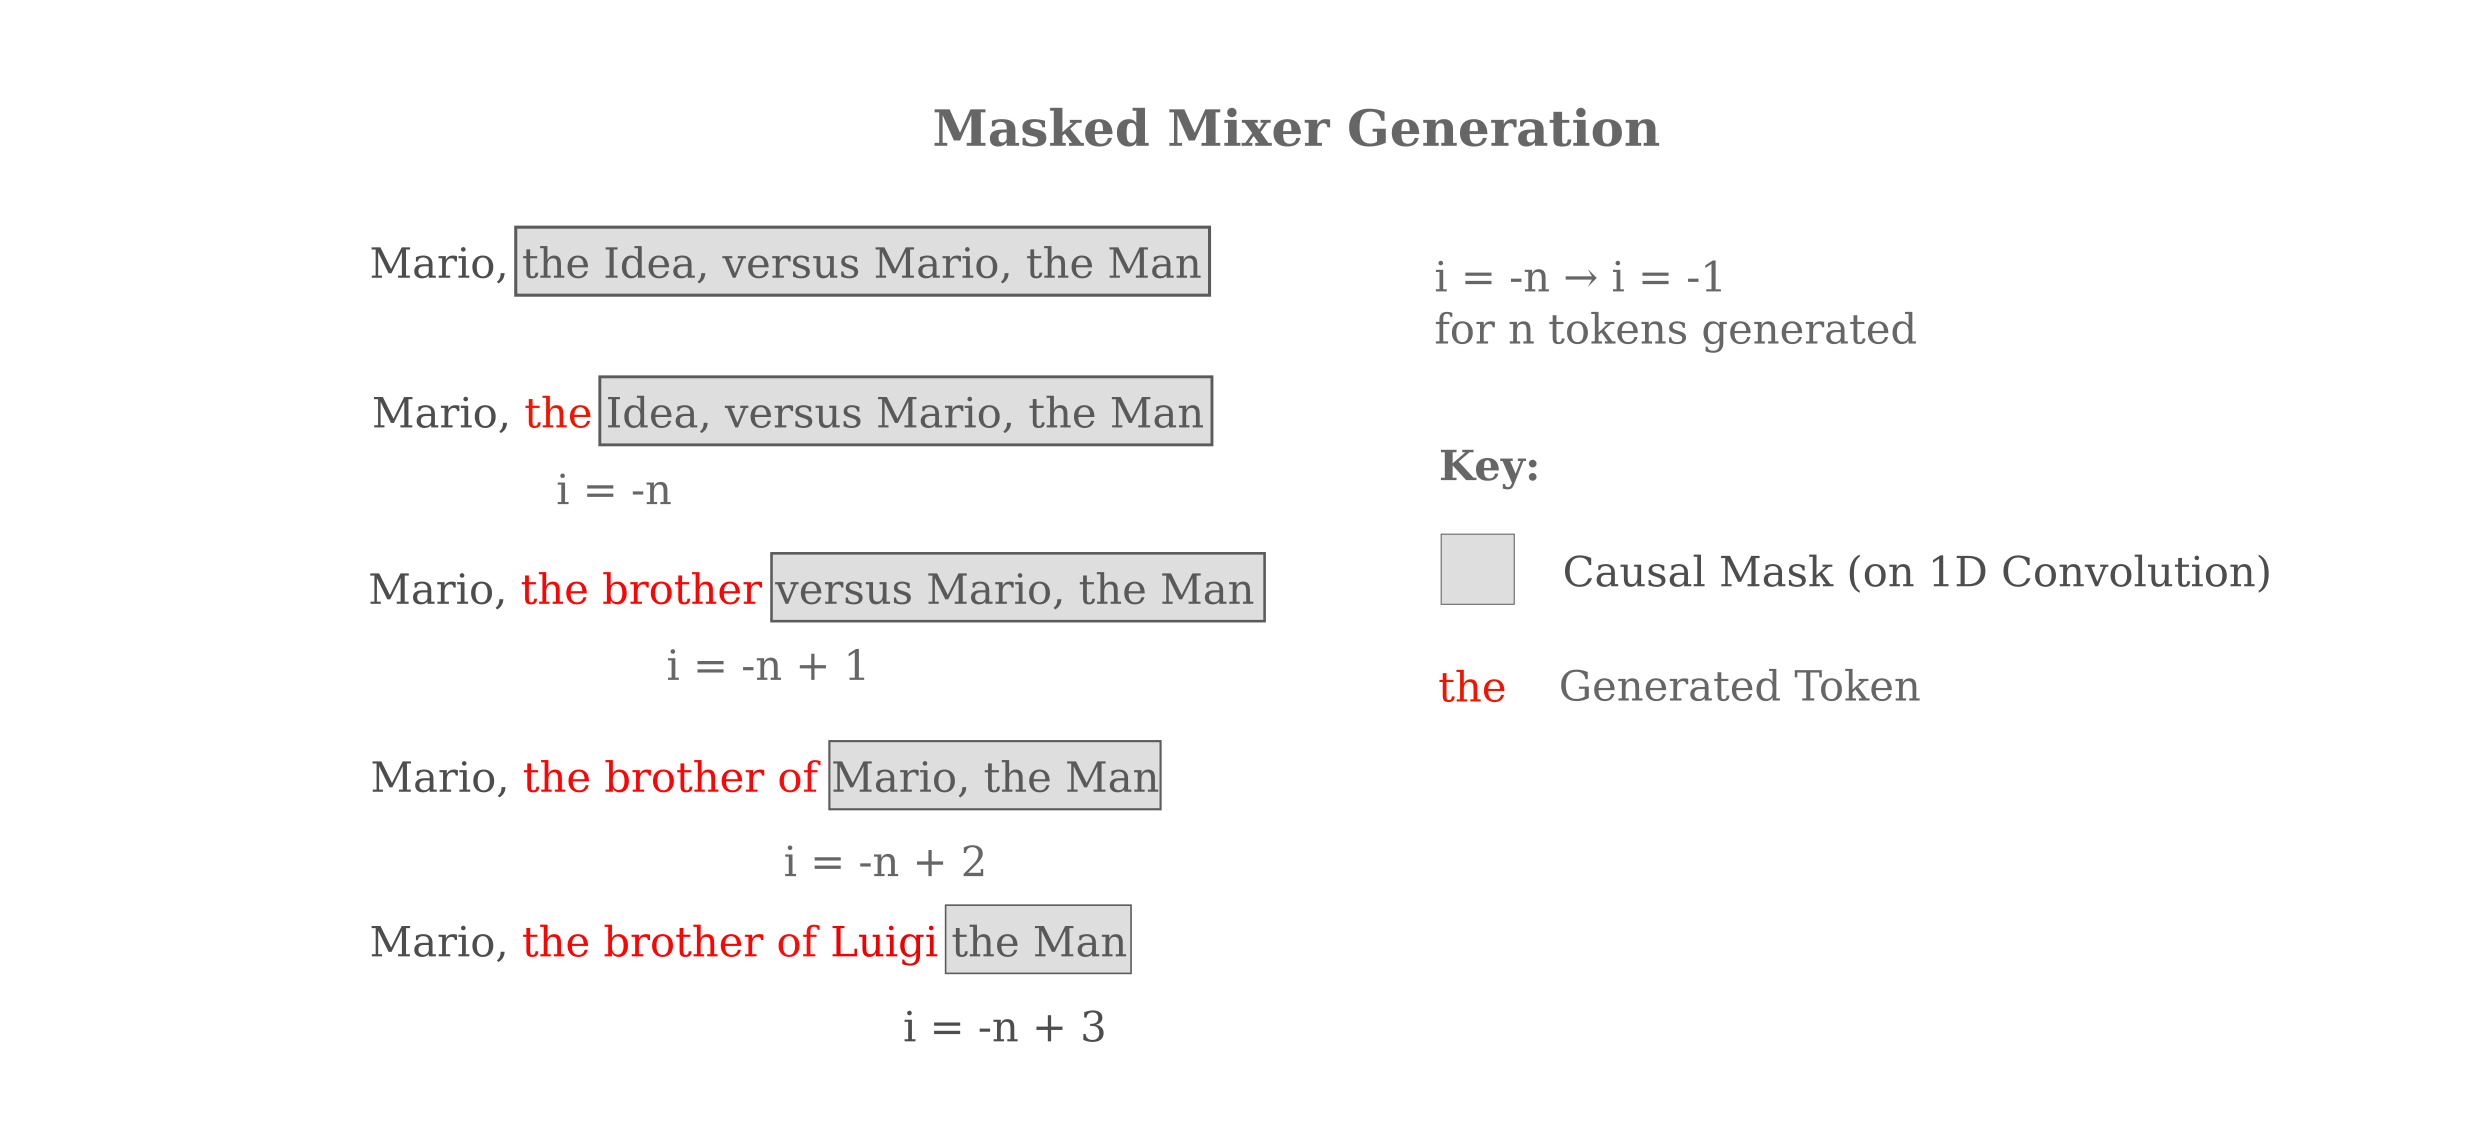 Masked Mixer Generation
Mario, the Idea, versus Mario, the Man
Mario, the Idea, versus Mario, the Man
i = -n
Mario, the brother versus Mario, the Man
i = -n + 1
Mario, the brother of Mario, the Man
i = -n + 2
Mario, the brother of Luigi the Man
i = -n + 3
i = -n → i = -1
for n tokens generated
Key:
Causal Mask (on 1D Convolution)
the Generated Token